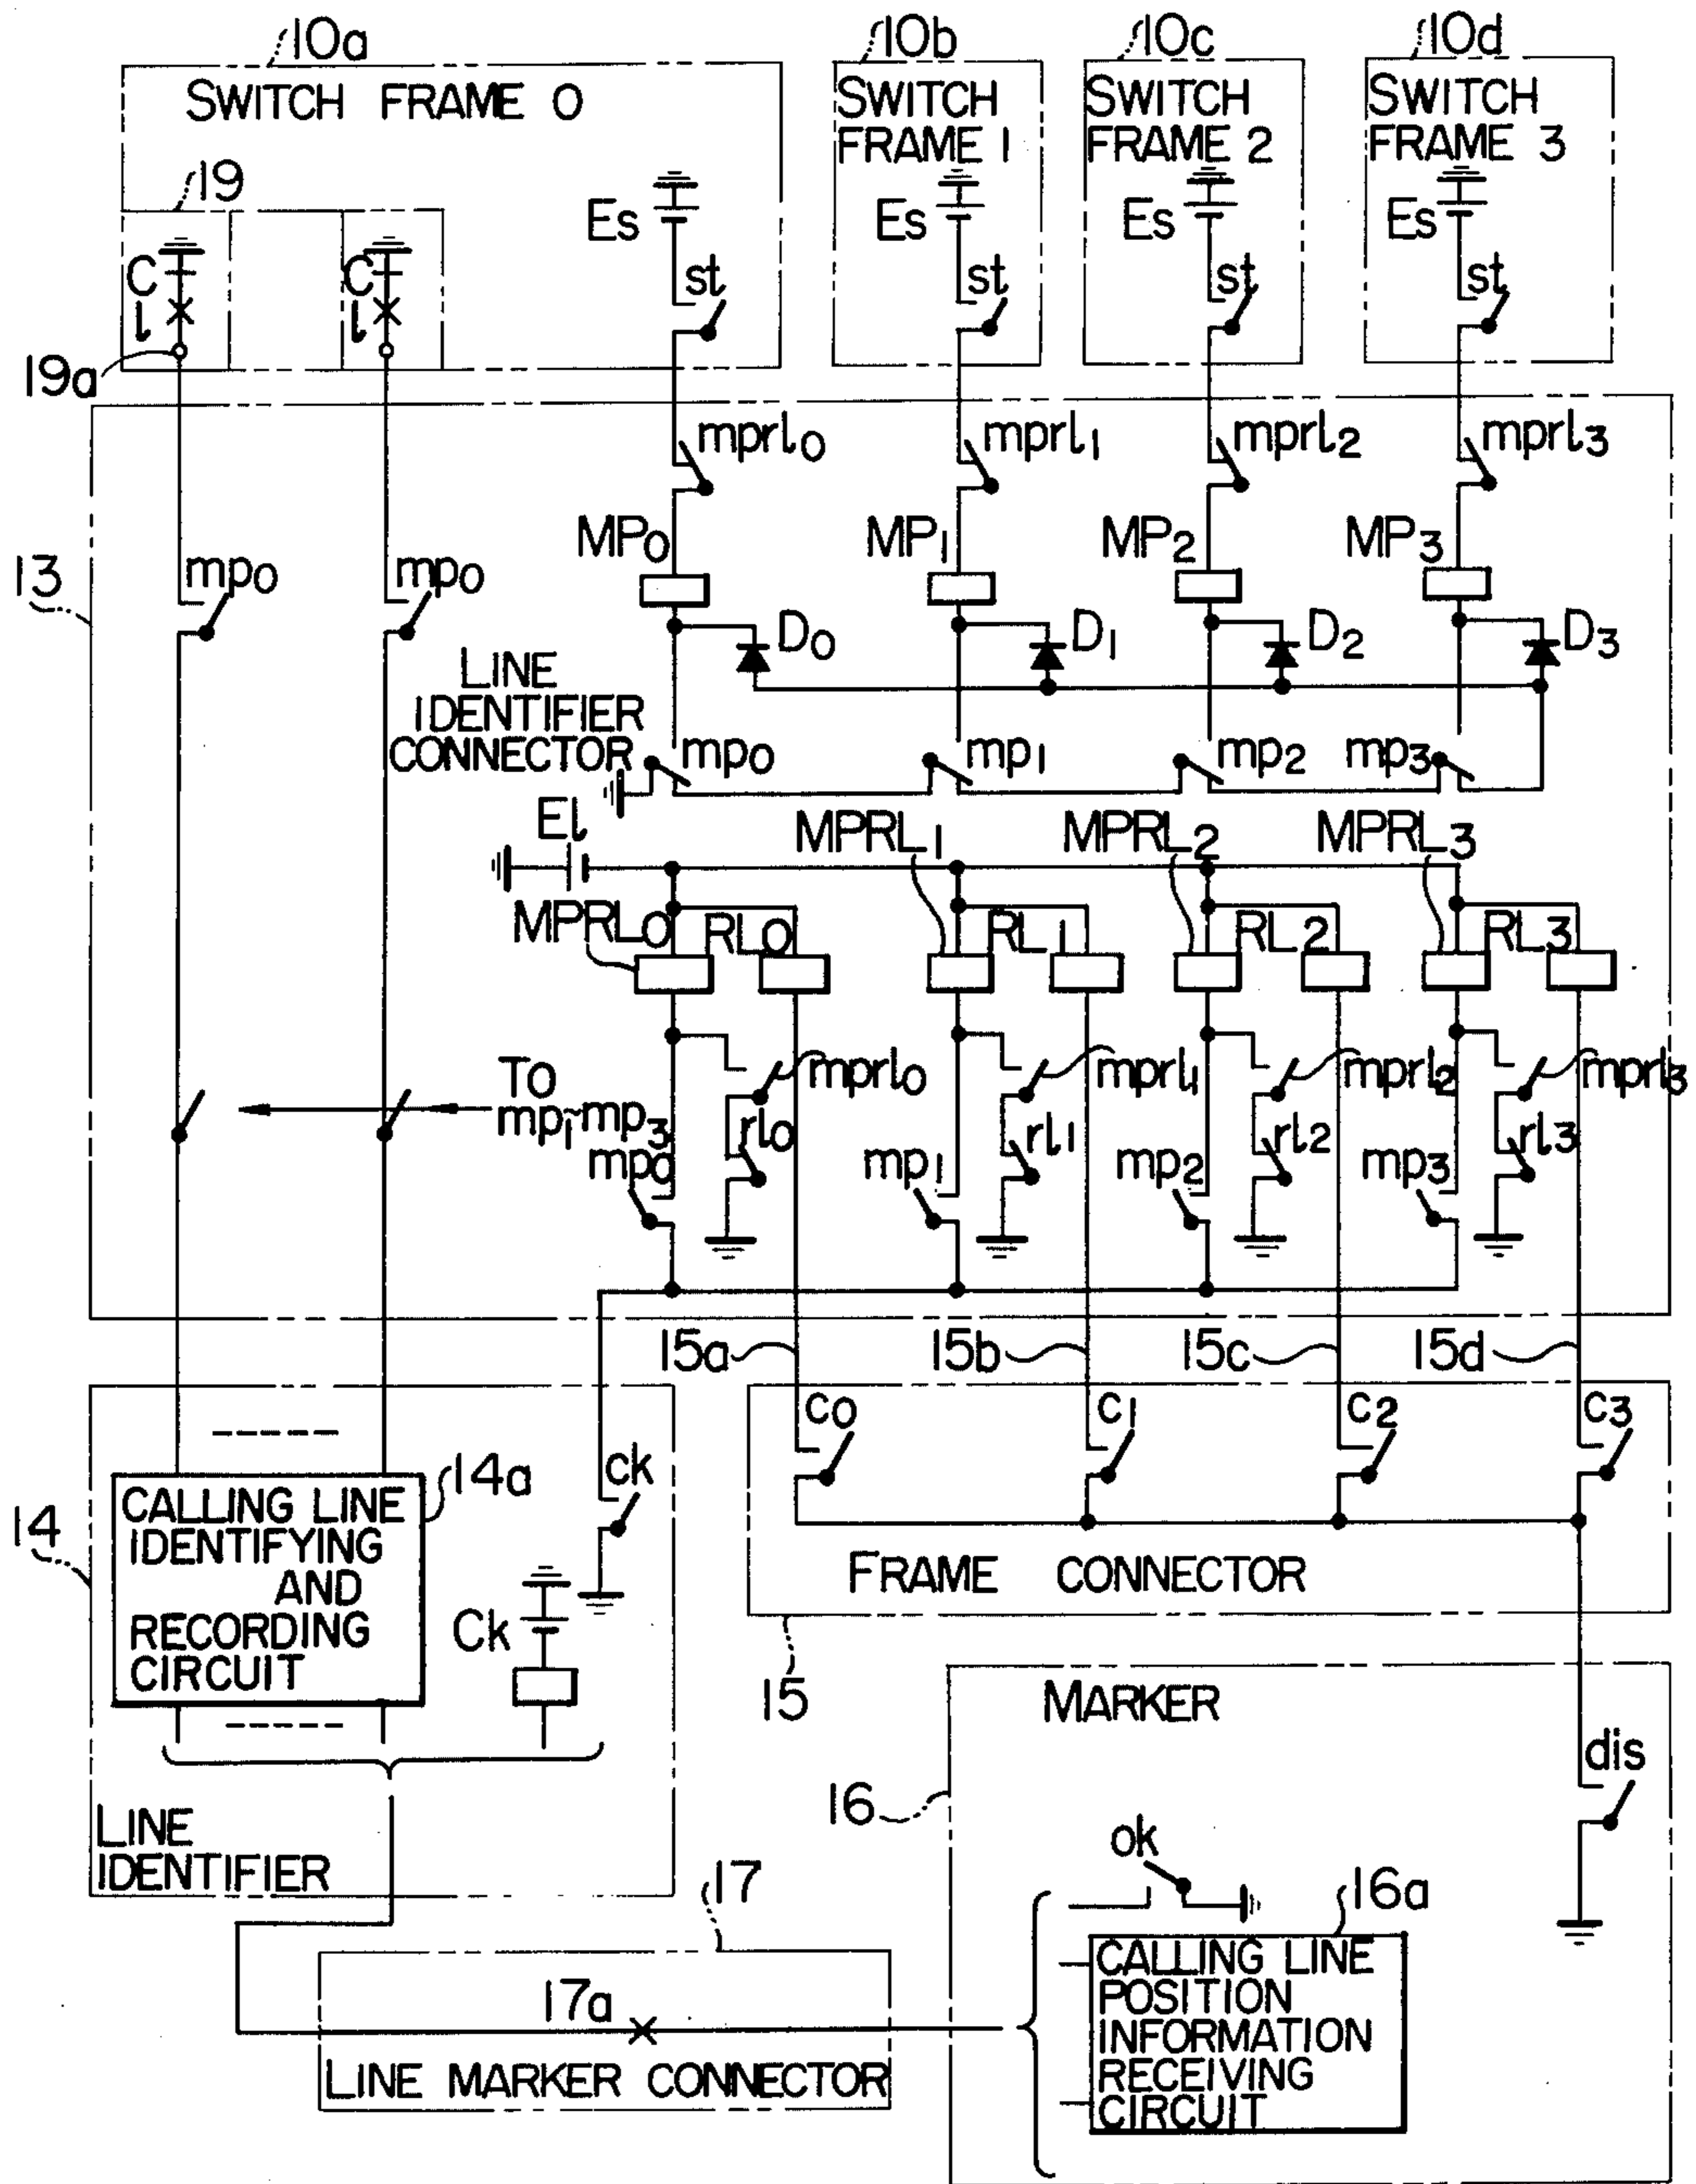 10a
10b
10c
10d
SWITCH FRAME 0
SWITCH
FRAME 1
SWITCH
FRAME 2
SWITCH
FRAME 3
19
Es
Es
Es
Es
C
l
C
l
st
st
st
st
19a
mprl0
mprl1
mprl2
mprl3
MP0
MP1
MP2
MP3
13
mp0
mp0
D0
D1
D2
D3
LINE
IDENTIFIER
CONNECTOR
mp0
mp1
mp2
mp3
El
MPRL1
MPRL2
MPRL3
MPRL0
RL0
RL1
RL2
RL3
TO
mp1~mp3
mprl0
mprl1
mprl2
mprl3
rl0
rl1
rl2
rl3
mp0
mp1
mp2
mp3
15a
15b
15c
15d
c0
c1
c2
c3
14
14a
ck
CALLING LINE
IDENTIFYING
AND
RECORDING
CIRCUIT
Ck
FRAME CONNECTOR
15
MARKER
dis
16
LINE
IDENTIFIER
ok
17
16a
CALLING LINE
POSITION
INFORMATION
RECEIVING
CIRCUIT
17a
LINE MARKER CONNECTOR